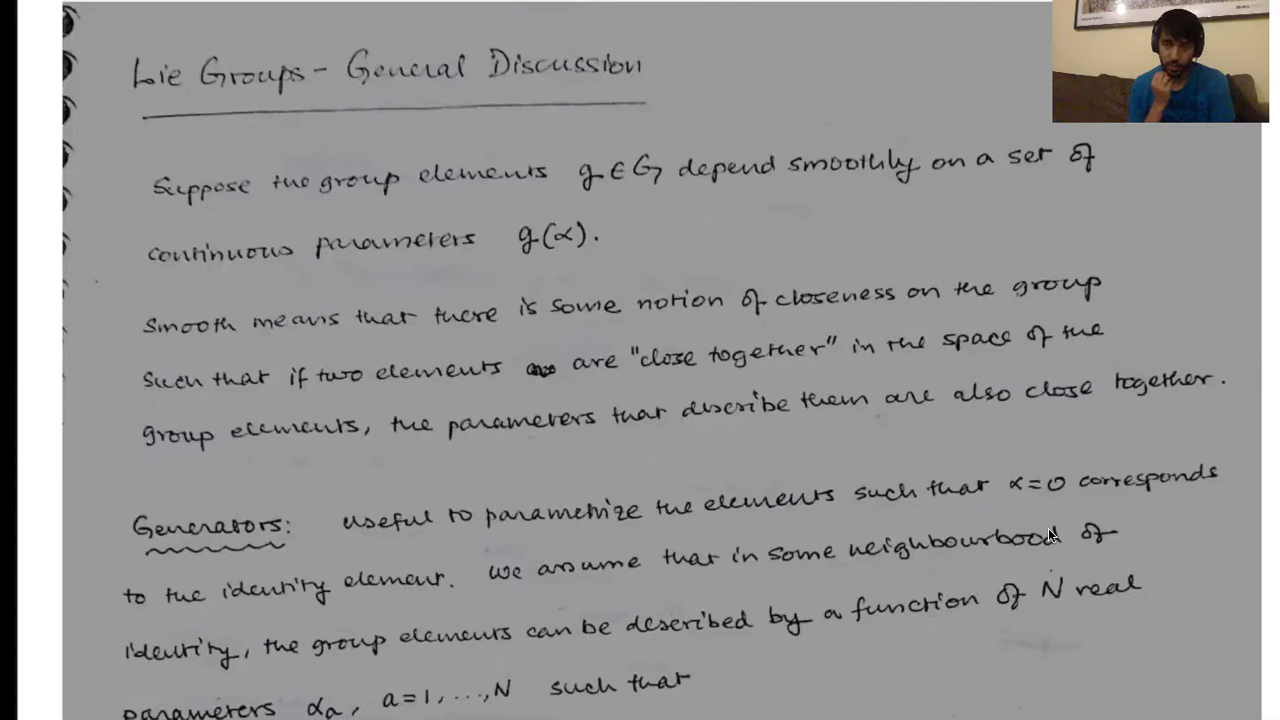 Lie Groups - General Discussion
Suppose the group elements g ∈ G depend smoothly on a set of
continuous parameters g(α).
Smooth means that there is some notion of closeness on the group
such that if two elements are "close together" in the space of the
group elements, the parameters that describe them are also close together.
Generators: Useful to parametrize the elements such that α=0 corresponds
to the identity element. We assume that in some neighbourhood of
identity, the group elements can be described by a function of N real
parameters αₐ, a=1,...,N such that